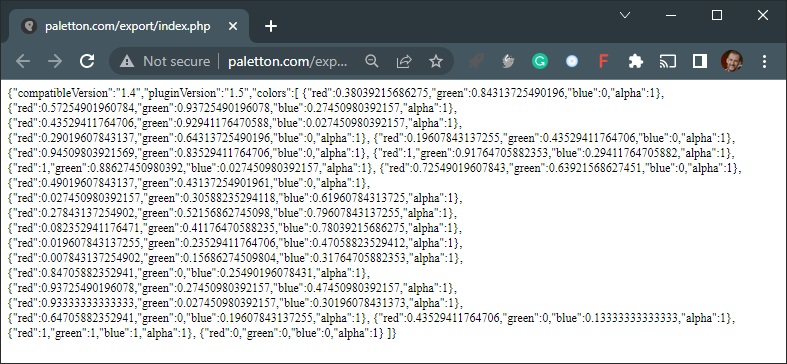 paletton.com/export/index.php
Not secure
paletton.com/exp...
{"compatibleVersion":"1.4","pluginVersion":"1.5","colors":[ {"red":0.38039215686275,"green":0.84313725490196,"blue":0,"alpha":1},
{"red":0.57254901960784,"green":0.93725490196078,"blue":0.27450980392157,"alpha":1},
{"red":0.43529411764706,"green":0.92941176470588,"blue":0.027450980392157,"alpha":1},
{"red":0.29019607843137,"green":0.64313725490196,"blue":0,"alpha":1}, {"red":0.19607843137255,"green":0.43529411764706,"blue":0,"alpha":1},
{"red":0.94509803921569,"green":0.83529411764706,"blue":0,"alpha":1}, {"red":1,"green":0.91764705882353,"blue":0.29411764705882,"alpha":1},
{"red":1,"green":0.88627450980392,"blue":0.027450980392157,"alpha":1}, {"red":0.72549019607843,"green":0.63921568627451,"blue":0,"alpha":1},
{"red":0.49019607843137,"green":0.43137254901961,"blue":0,"alpha":1},
{"red":0.027450980392157,"green":0.30588235294118,"blue":0.61960784313725,"alpha":1},
{"red":0.27843137254902,"green":0.52156862745098,"blue":0.79607843137255,"alpha":1},
{"red":0.082352941176471,"green":0.41176470588235,"blue":0.78039215686275,"alpha":1},
{"red":0.019607843137255,"green":0.23529411764706,"blue":0.47058823529412,"alpha":1},
{"red":0.007843137254902,"green":0.15686274509804,"blue":0.31764705882353,"alpha":1},
{"red":0.84705882352941,"green":0,"blue":0.25490196078431,"alpha":1},
{"red":0.93725490196078,"green":0.27450980392157,"blue":0.47450980392157,"alpha":1},
{"red":0.93333333333333,"green":0.027450980392157,"blue":0.30196078431373,"alpha":1},
{"red":0.64705882352941,"green":0,"blue":0.19607843137255,"alpha":1}, {"red":0.43529411764706,"green":0,"blue":0.13333333333333,"alpha":1},
{"red":1,"green":1,"blue":1,"alpha":1}, {"red":0,"green":0,"blue":0,"alpha":1} ]}